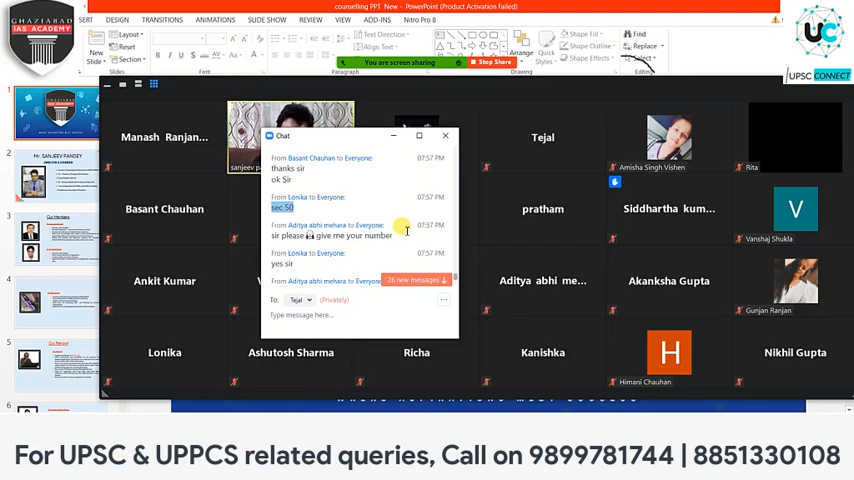 counselling PPT New - PowerPoint (Product Activation Failed)
GHAZIABAD
IAS ACADEMY
DESIGN TRANSITIONS ANIMATIONS SLIDE SHOW REVIEW VIEW ADD-INS Nitro Pro 8
New
Slide
Layout
Reset
Section
Slides
Text Direction
Align Text
Paragraph
Arrange
Quick
Shape Fill
Shape Outline
Shape Effects
Find
Replace
Select
Editing
UC
UPSC CONNECT
You are screen sharing
Stop Share
1
2
Mr. SANJEEV PANDEY
3
Our Members
4
5
6
Manash Ranjan...
sanjeev p
Tejal
Amisha Singh Vishen
Rita
Basant Chauhan
pratham
Siddhartha kum...
V
Vanshaj Shukla
Ankit Kumar
Aditya abhi me...
Akanksha Gupta
Gunjan Ranjan
Lonika
Ashutosh Sharma
Richa
Kanishka
H
Himani Chauhan
Nikhil Gupta
Chat
From Basant Chauhan to Everyone: 07:57 PM
thanks sir
ok Sir
From Lonika to Everyone: 07:57 PM
sec 50
From Aditya abhi mehara to Everyone: 07:57 PM
sir please 🙏 give me your number
From Lonika to Everyone: 07:57 PM
yes sir
From Aditya abhi mehara to Everyone
26 new messages ↓
To: Tejal (Privately)
Type message here...
For UPSC & UPPCS related queries, Call on 9899781744 | 8851330108